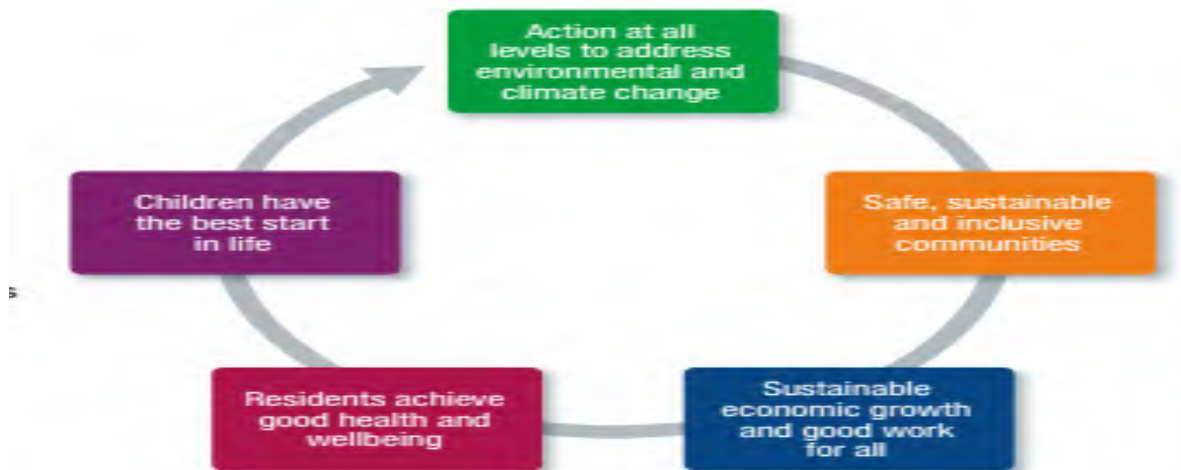 Action at all
levels to address
environmental and
climate change
Children have
the best start
in life
Safe, sustainable
and inclusive
communities
s
Residents achieve
good health and
wellbeing
Sustainable
economic growth
and good work
for all